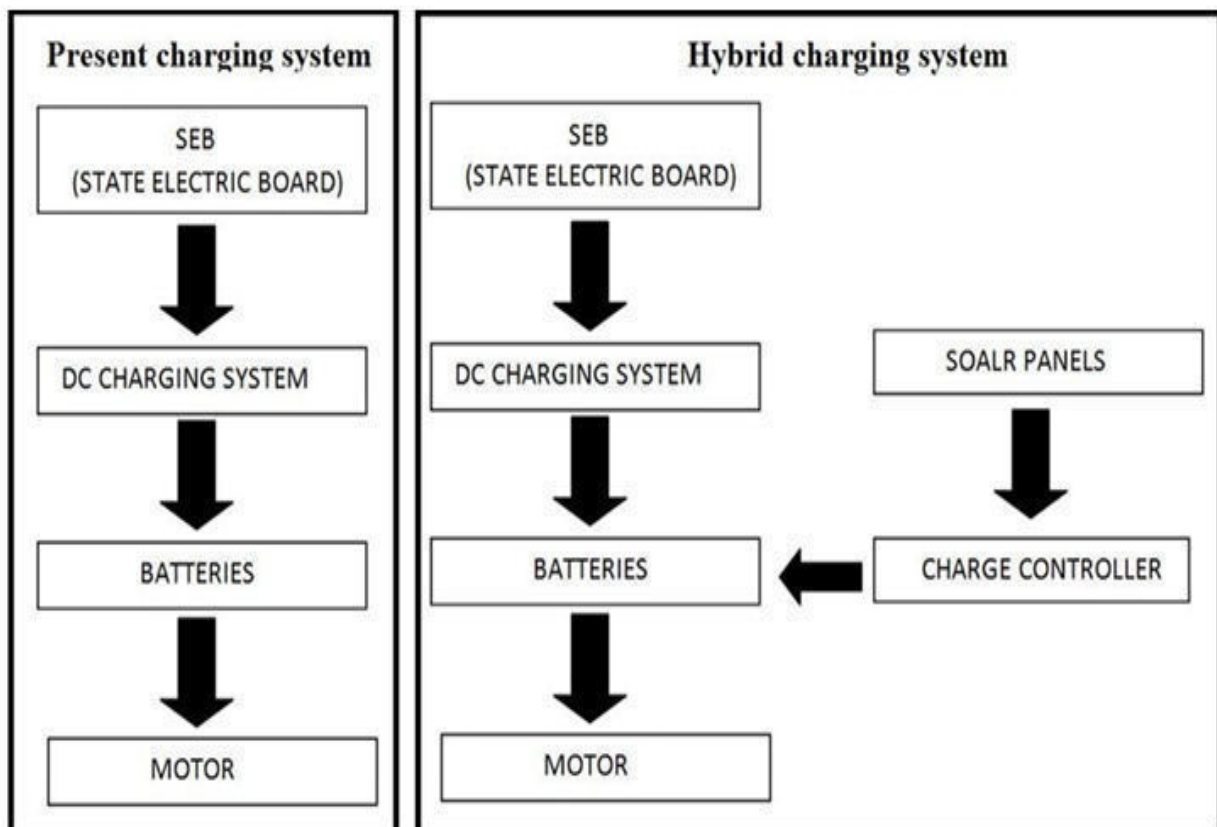 Present charging system
SEB
(STATE ELECTRIC BOARD)
DC CHARGING SYSTEM
BATTERIES
MOTOR
Hybrid charging system
SEB
(STATE ELECTRIC BOARD)
DC CHARGING SYSTEM
BATTERIES
MOTOR
SOALR PANELS
CHARGE CONTROLLER